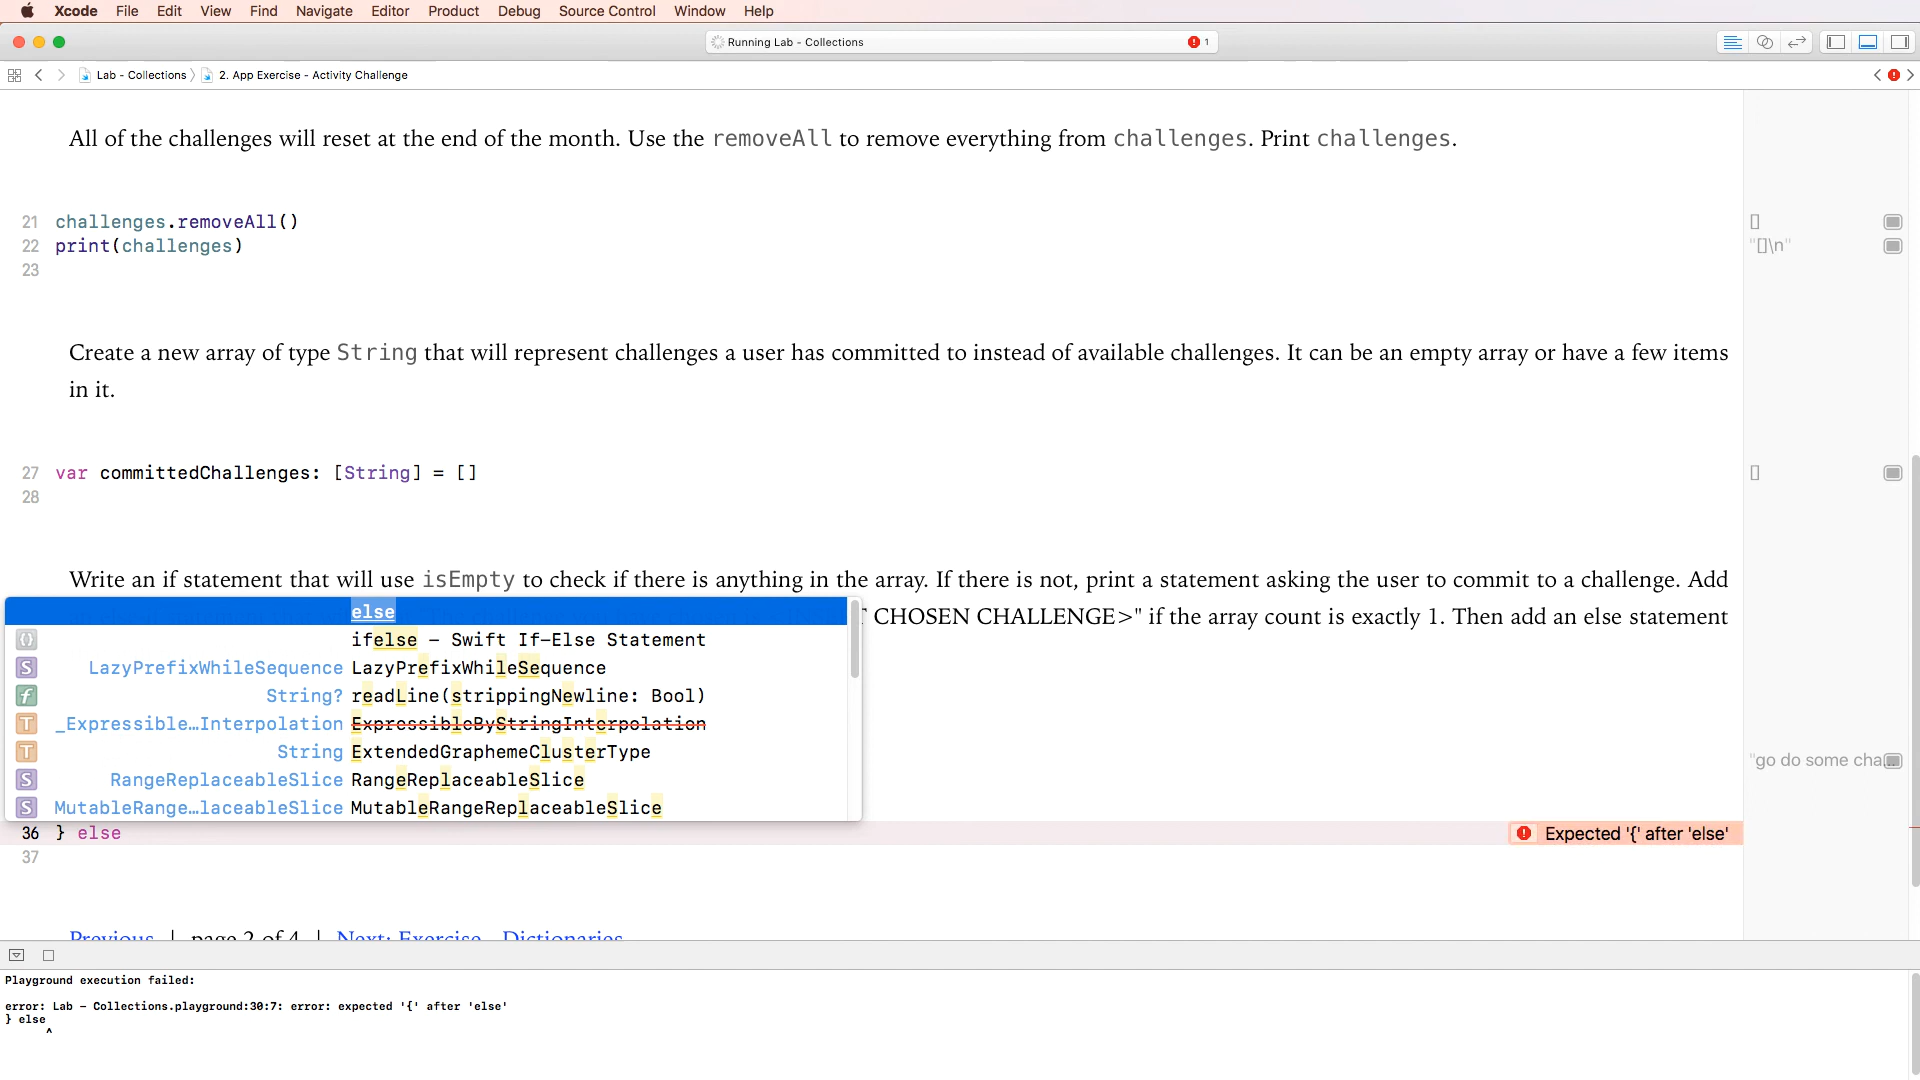 Xcode File Edit View Find Navigate Editor Product Debug Source Control Window Help
Running Lab - Collections 1
Lab - Collections 2. App Exercise - Activity Challenge
All of the challenges will reset at the end of the month. Use the removeAll to remove everything from challenges. Print challenges.
21 challenges.removeAll() []
22 print(challenges) "[]\n"
23
Create a new array of type String that will represent challenges a user has committed to instead of available challenges. It can be an empty array or have a few items
in it.
27 var committedChallenges: [String] = [] []
28
Write an if statement that will use isEmpty to check if there is anything in the array. If there is not, print a statement asking the user to commit to a challenge. Add
CHOSEN CHALLENGE>" if the array count is exactly 1. Then add an else statement
else
{} ifelse – Swift If-Else Statement
S LazyPrefixWhileSequence LazyPrefixWhileSequence
f String? readLine(strippingNewline: Bool)
T _Expressible…Interpolation ExpressibleByStringInterpolation
T String ExtendedGraphemeClusterType
"go do some cha...
S RangeReplaceableSlice RangeReplaceableSlice
S MutableRange…laceableSlice MutableRangeReplaceableSlice
36 } else Expected '{' after 'else'
37
Previous | page 2 of 4 | Next: Exercise - Dictionaries
Playground execution failed:
error: Lab - Collections.playground:30:7: error: expected '{' after 'else'
} else
^